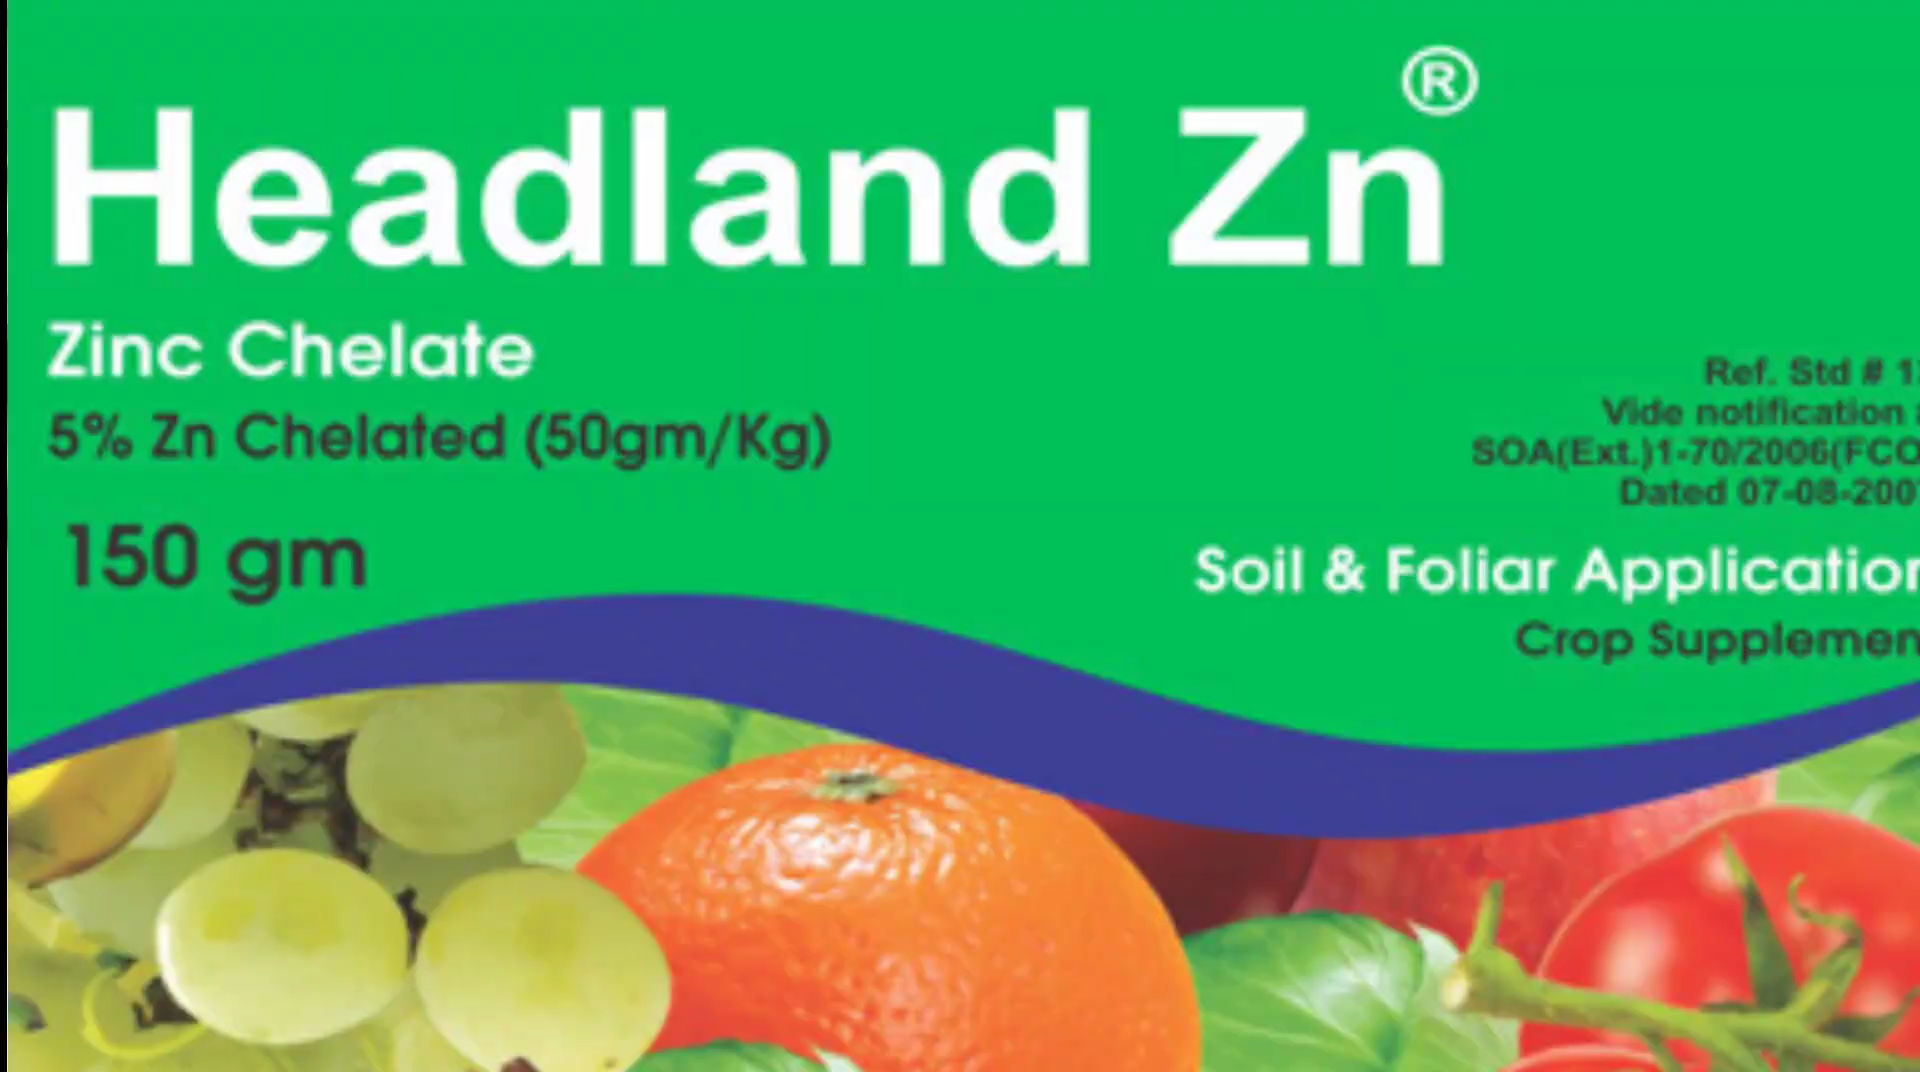 Headland Zn®
Zinc Chelate
5% Zn Chelated (50gm/Kg)
150 gm
Ref. Std #
Vide notification
SOA(Ext.)1-70/2006(FCO
Dated 07-08-200
Soil & Foliar Application
Crop Supplemen